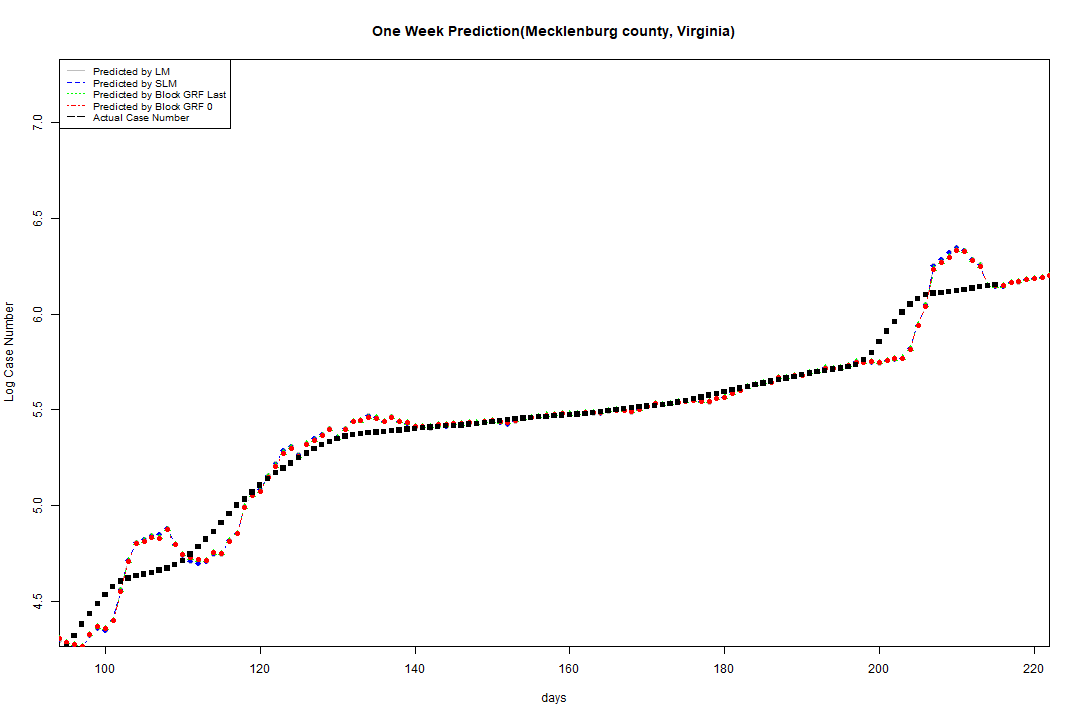 One Week Prediction(Mecklenburg county, Virginia)
Predicted by LM
Predicted by SLM
Predicted by Block GRF Last
Predicted by Block GRF 0
Actual Case Number
7.0
6.5
6.0
5.5
5.0
4.5
Log Case Number
100 120 140 160 180 200 220
days